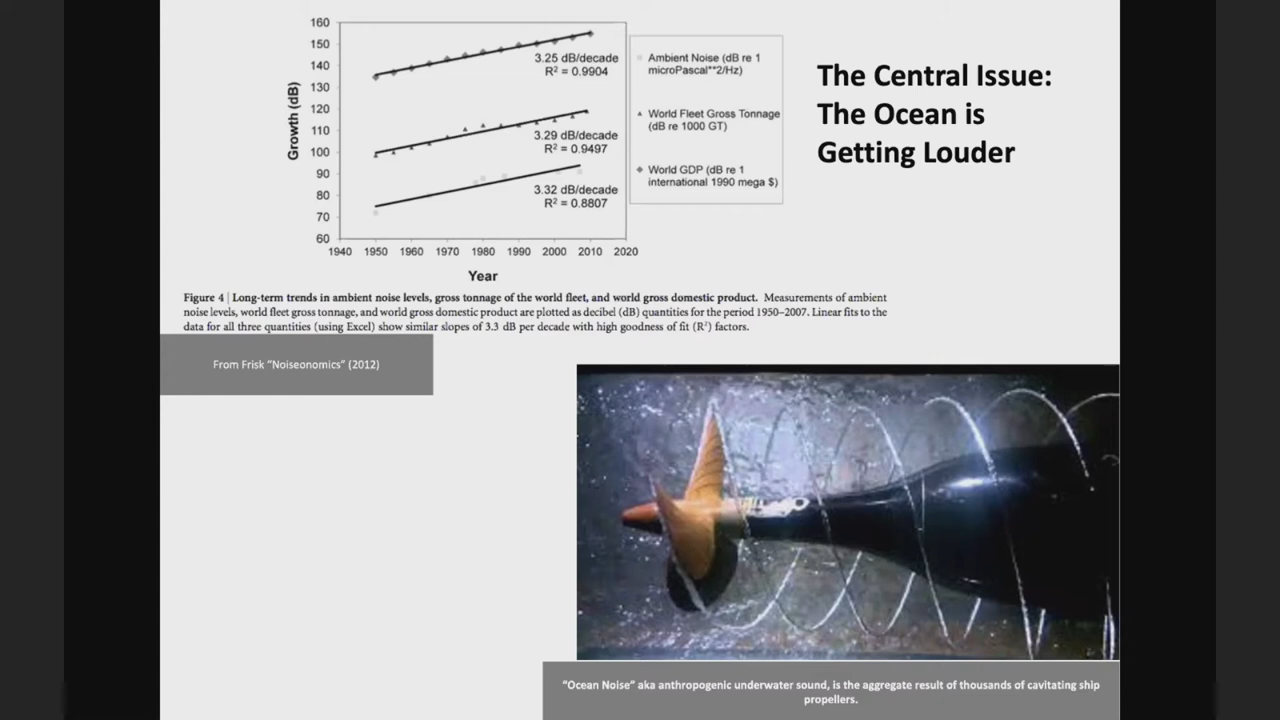 160
150
140
130
120
110
100
90
80
70
60
Growth (dB)
3.25 dB/decade
R² = 0.9904
3.29 dB/decade
R² = 0.9497
3.32 dB/decade
R² = 0.8807
1940 1950 1960 1970 1980 1990 2000 2010 2020
Year
Ambient Noise (dB re 1
microPascal**2/Hz)
World Fleet Gross Tonnage
(dB re 1000 GT)
World GDP (dB re 1
international 1990 mega $)
The Central Issue:
The Ocean is
Getting Louder
Figure 4 | Long-term trends in ambient noise levels, gross tonnage of the world fleet, and world gross domestic product. Measurements of ambient
noise levels, world fleet gross tonnage, and world gross domestic product are plotted as decibel (dB) quantities for the period 1950–2007. Linear fits to the
data for all three quantities (using Excel) show similar slopes of 3.3 dB per decade with high goodness of fit (R²) factors.
From Frisk “Noiseonomics” (2012)
“Ocean Noise” aka anthropogenic underwater sound, is the aggregate result of thousands of cavitating ship
propellers.